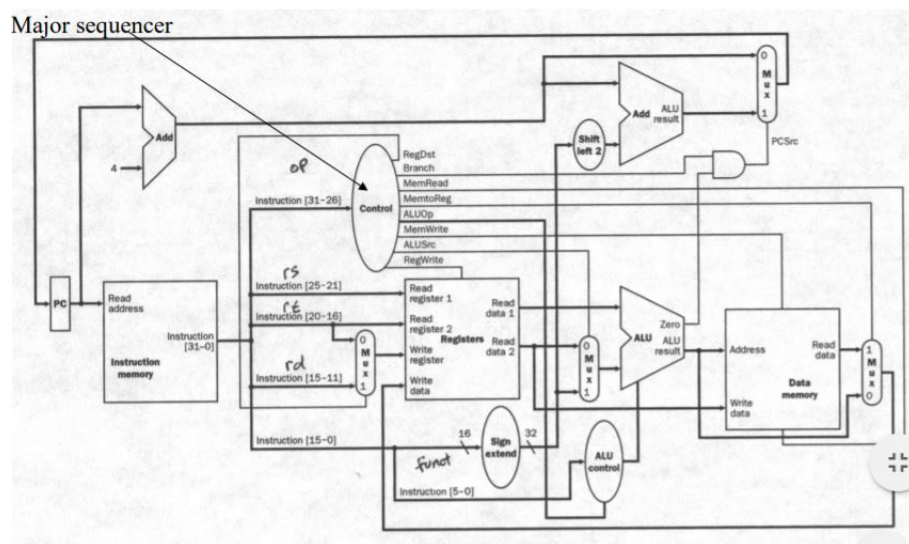 Major sequencer
0
M
u
x
1
Add
ALU
result
Add
Shift
left 2
PCSrc
4
op
RegDst
Branch
MemRead
MemtoReg
ALUOp
MemWrite
ALUSrc
RegWrite
Control
Instruction [31–26]
rs
Instruction [25–21]
rt
Instruction [20–16]
rd
Instruction [15–11]
Instruction [15–0]
PC
Read
address
Instruction
[31–0]
Instruction
memory
0
M
u
x
1
Read
register 1
Read
register 2
Write
register
Write
data
Registers
Read
data 1
Read
data 2
0
M
u
x
1
Zero
ALU
ALU
result
Address
Write
data
Read
data
Data
memory
1
M
u
x
0
16
Sign
extend
32
funct
Instruction [5–0]
ALU
control